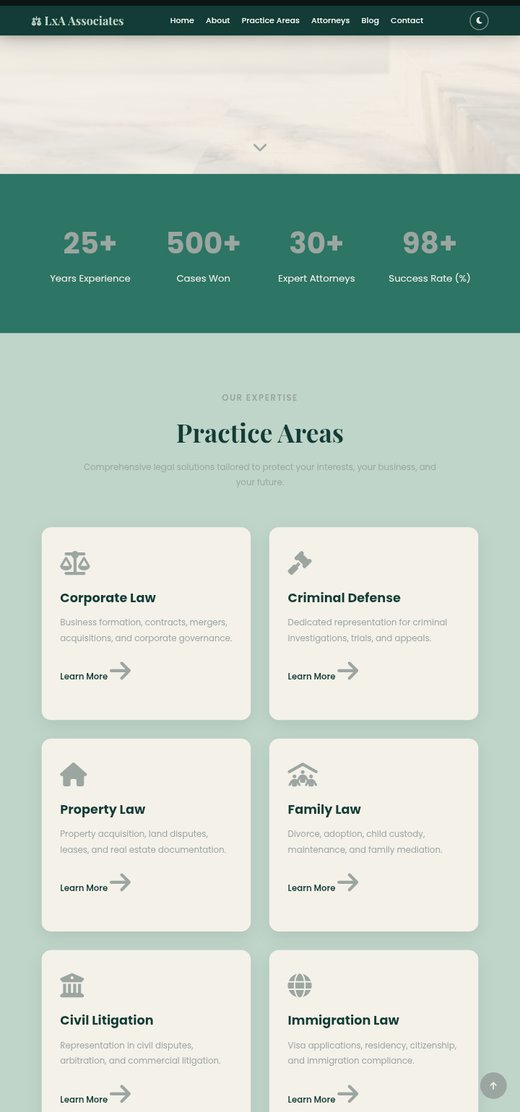 LxA Associates
Home About Practice Areas Attorneys Blog Contact
25+ 500+ 30+ 98+
Years Experience Cases Won Expert Attorneys Success Rate (%)
OUR EXPERTISE
Practice Areas
Comprehensive legal solutions tailored to protect your interests, your business, and
your future.
Corporate Law
Business formation, contracts, mergers,
acquisitions, and corporate governance.
Learn More
Criminal Defense
Dedicated representation for criminal
investigations, trials, and appeals.
Learn More
Property Law
Property acquisition, land disputes,
leases, and real estate documentation.
Learn More
Family Law
Divorce, adoption, child custody,
maintenance, and family mediation.
Learn More
Civil Litigation
Representation in civil disputes,
arbitration, and commercial litigation.
Learn More
Immigration Law
Visa applications, residency, citizenship,
and immigration compliance.
Learn More